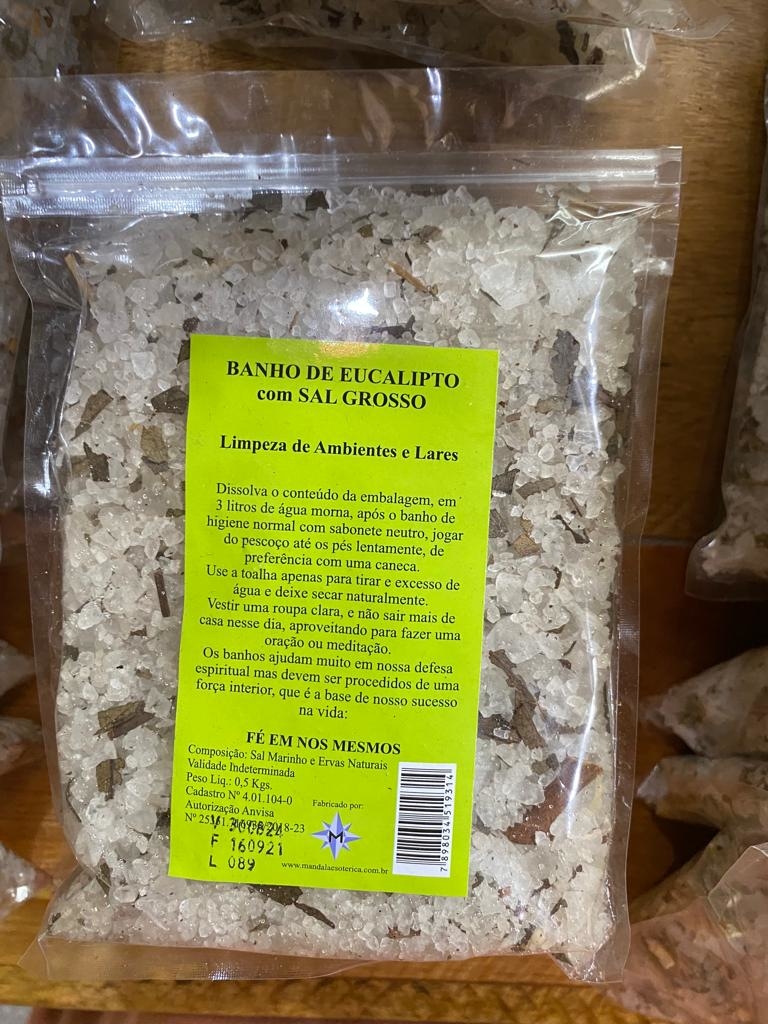 BANHO DE EUCALIPTO
com SAL GROSSO
Limpeza de Ambientes e Lares
Dissolva o conteúdo da embalagem, em
3 litros de água morna, após o banho de
higiene normal com sabonete neutro, jogar
do pescoço até os pés lentamente, de
preferência com uma caneca.
Use a toalha apenas para tirar e excesso de
água e deixe secar naturalmente.
Vestir uma roupa clara, e não sair mais de
casa nesse dia, aproveitando para fazer uma
oração ou meditação.
Os banhos ajudam muito em nossa defesa
espiritual mas devem ser procedidos de uma
força interior, que é a base de nosso sucesso
na vida:
FÉ EM NOS MESMOS
Composição: Sal Marinho e Ervas Naturais
Validade Indeterminada
Peso Liq.: 0,5 Kgs.
Cadastro Nº 4.01.104-0
Autorização Anvisa
Nº
V 300824
F 160921
L 089
Fabricado por:
M
www.mandalaesoterica.com.br
7 898034 519314